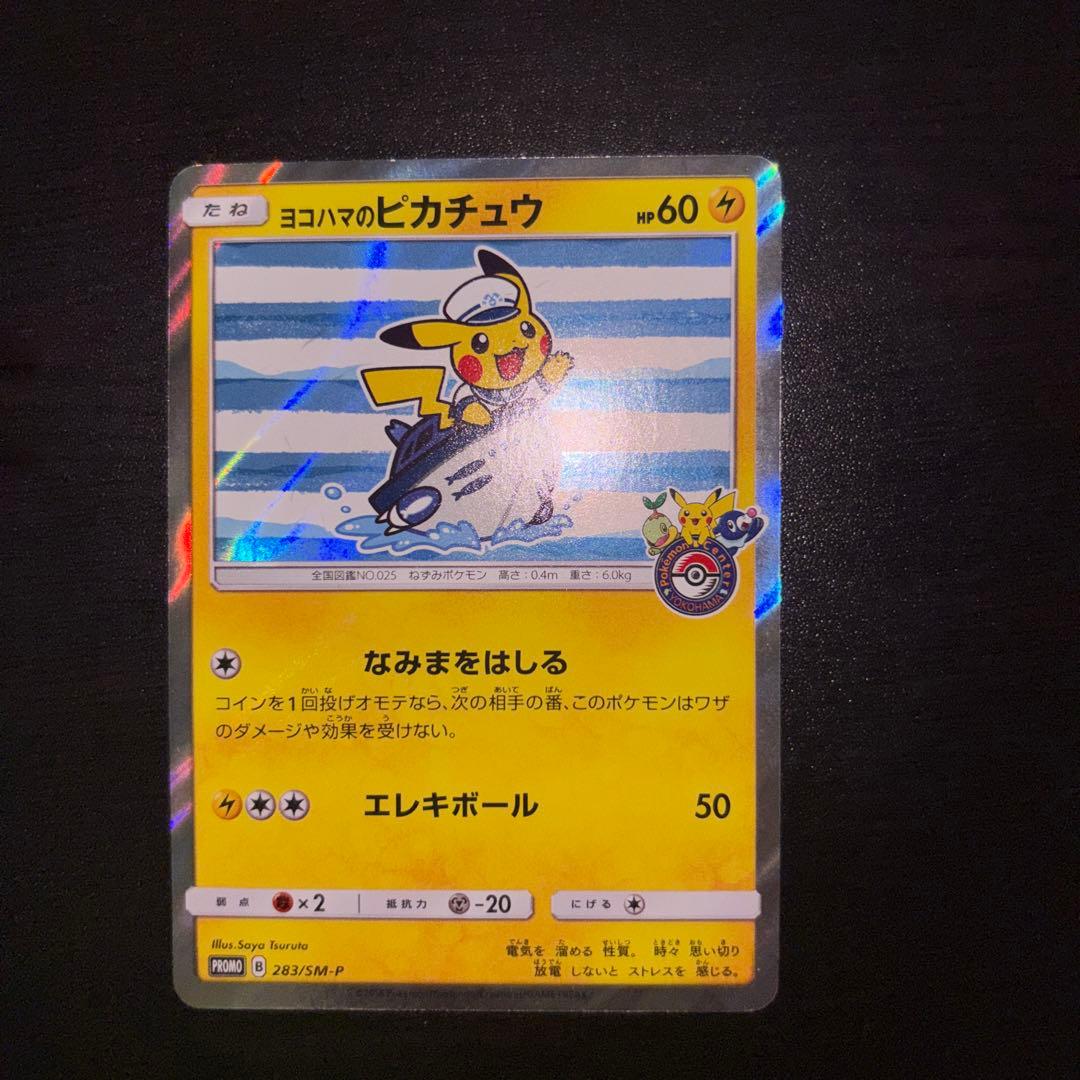 たね ヨコハマのピカチュウ HP60
全国図鑑NO.025 ねずみポケモン 高さ:0.4m 重さ:6.0kg
Pokémon Center
YOKOHAMA
なみまをはしる
コインを1回投げオモテなら、次の相手の番、このポケモンはワザ
のダメージや効果を受けない。
エレキボール 50
弱点 ×2 抵抗力 -20 にげる
Illus.Saya Tsuruta
電気を 溜める 性質。 時々 思い切り
放電 しないと ストレスを 感じる。
PROMO B 283/SM-P